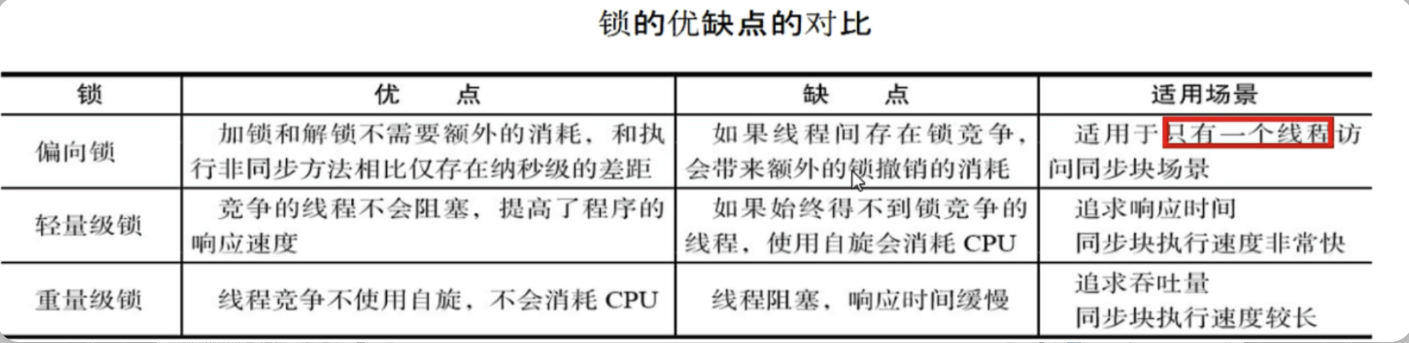 锁的优缺点的对比
锁 优 点 缺 点 适用场景
偏向锁
加锁和解锁不需要额外的消耗，和执
行非同步方法相比仅存在纳秒级的差距
如果线程间存在锁竞争，
会带来额外的锁撤销的消耗
适用于只有一个线程访
问同步块场景
轻量级锁
竞争的线程不会阻塞，提高了程序的
响应速度
如果始终得不到锁竞争的
线程，使用自旋会消耗 CPU
追求响应时间
同步块执行速度非常快
重量级锁
线程竞争不使用自旋，不会消耗 CPU
线程阻塞，响应时间缓慢
追求吞吐量
同步块执行速度较长